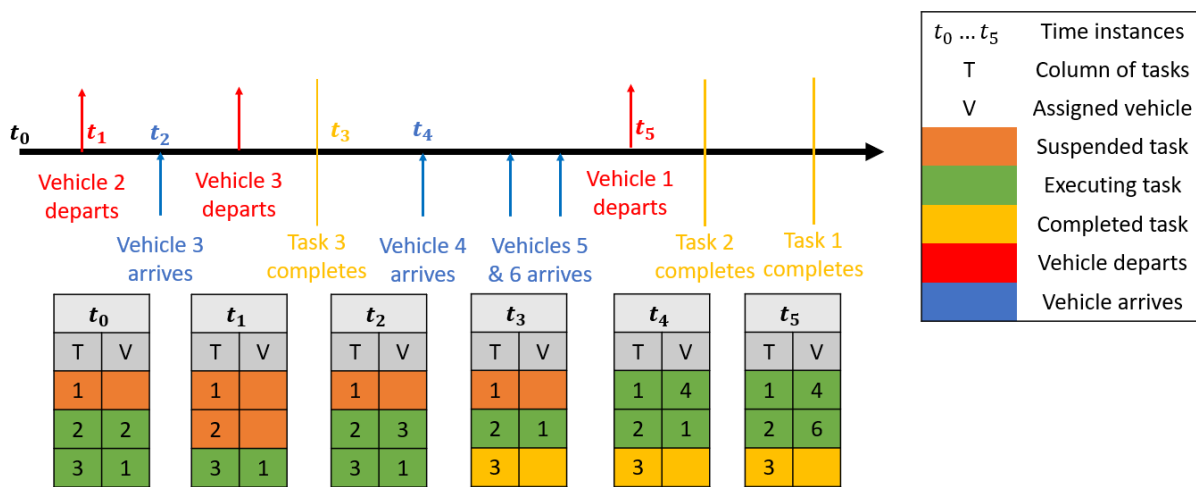 t₀
t₁
t₂
t₃
t₄
t₅
Vehicle 2
departs
Vehicle 3
arrives
Vehicle 3
departs
Task 3
completes
Vehicle 4
arrives
Vehicles 5
& 6 arrives
Vehicle 1
departs
Task 2
completes
Task 1
completes
t₀
T V
1
2 2
3 1
t₁
T V
1
2
3 1
t₂
T V
1
2 3
3 1
t₃
T V
1
2 1
3
t₄
T V
1 4
2 1
3
t₅
T V
1 4
2 6
3
t₀ … t₅ Time instances
T Column of tasks
V Assigned vehicle
Suspended task
Executing task
Completed task
Vehicle departs
Vehicle arrives